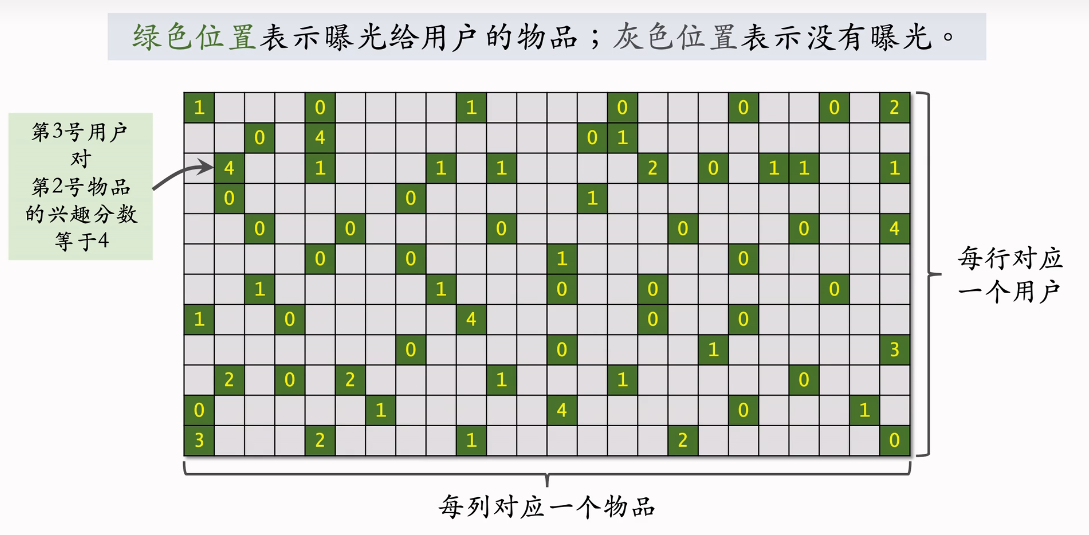 绿色位置表示曝光给用户的物品；灰色位置表示没有曝光。
第3号用户
对
第2号物品
的兴趣分数
等于4
1 0 1 0 0 0 2
0 4 0 1
4 1 1 1 2 0 1 1 1
0 0 1
0 0 0 0 0 4
0 0 1 0
1 1 0 0 0
1 0 4 0 0
0 0 1 3
2 0 2 1 1 0
0 1 4 0 1
3 2 1 2 0
每行对应
一个用户
每列对应一个物品